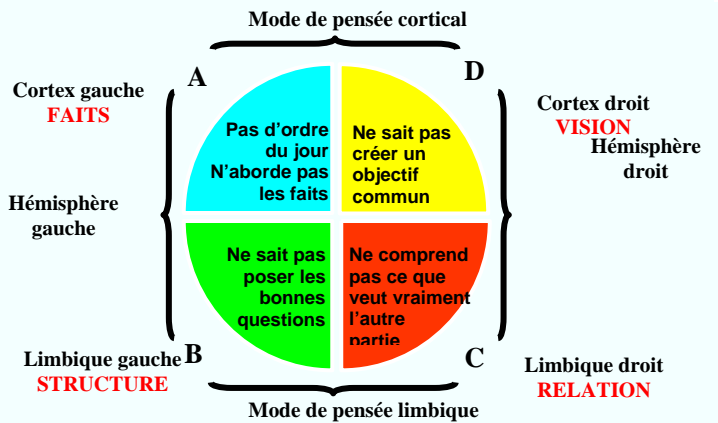 Mode de pensée cortical
A
D
Cortex gauche
FAITS
Cortex droit
VISION
Hémisphère
droit
Pas d’ordre
du jour
N’aborde pas
les faits
Ne sait pas
créer un
objectif
commun
Hémisphère
gauche
Ne sait pas
poser les
bonnes
questions
Ne comprend
pas ce que
veut vraiment
l’autre
partie
Limbique gauche
STRUCTURE
B
C
Limbique droit
RELATION
Mode de pensée limbique